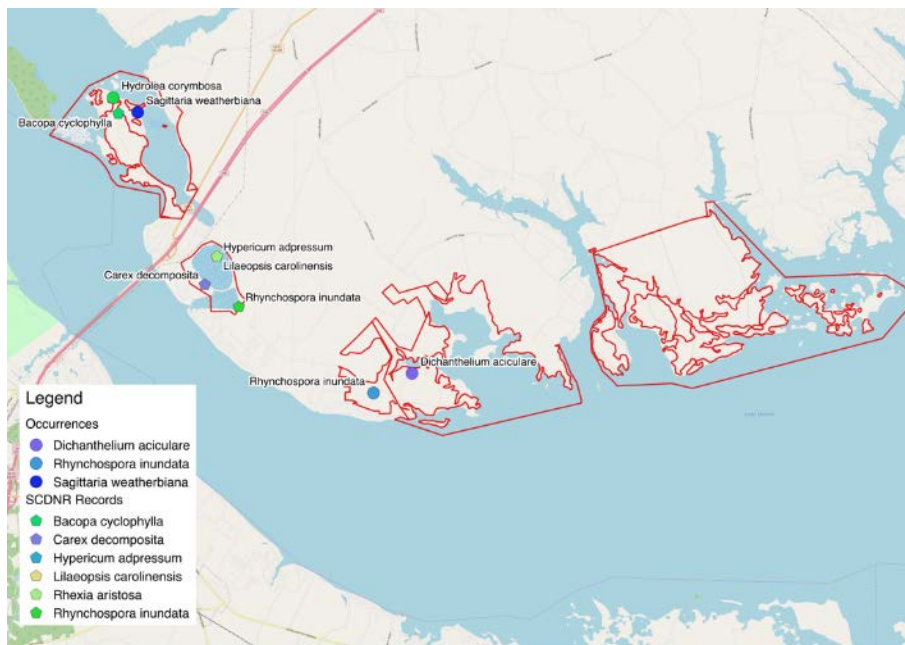 Hydrolea corymbosa
Sagittaria weatherbiana
Bacopa cyclophylla
Hypericum adpressum
Lilaeopsis carolinensis
Carex decomposita
Rhynchospora inundata
Dichanthelium aciculare
Rhynchospora inundata
Legend
Occurrences
Dichanthelium aciculare
Rhynchospora inundata
Sagittaria weatherbiana
SCDNR Records
Bacopa cyclophylla
Carex decomposita
Hypericum adpressum
Lilaeopsis carolinensis
Rhexia aristosa
Rhynchospora inundata